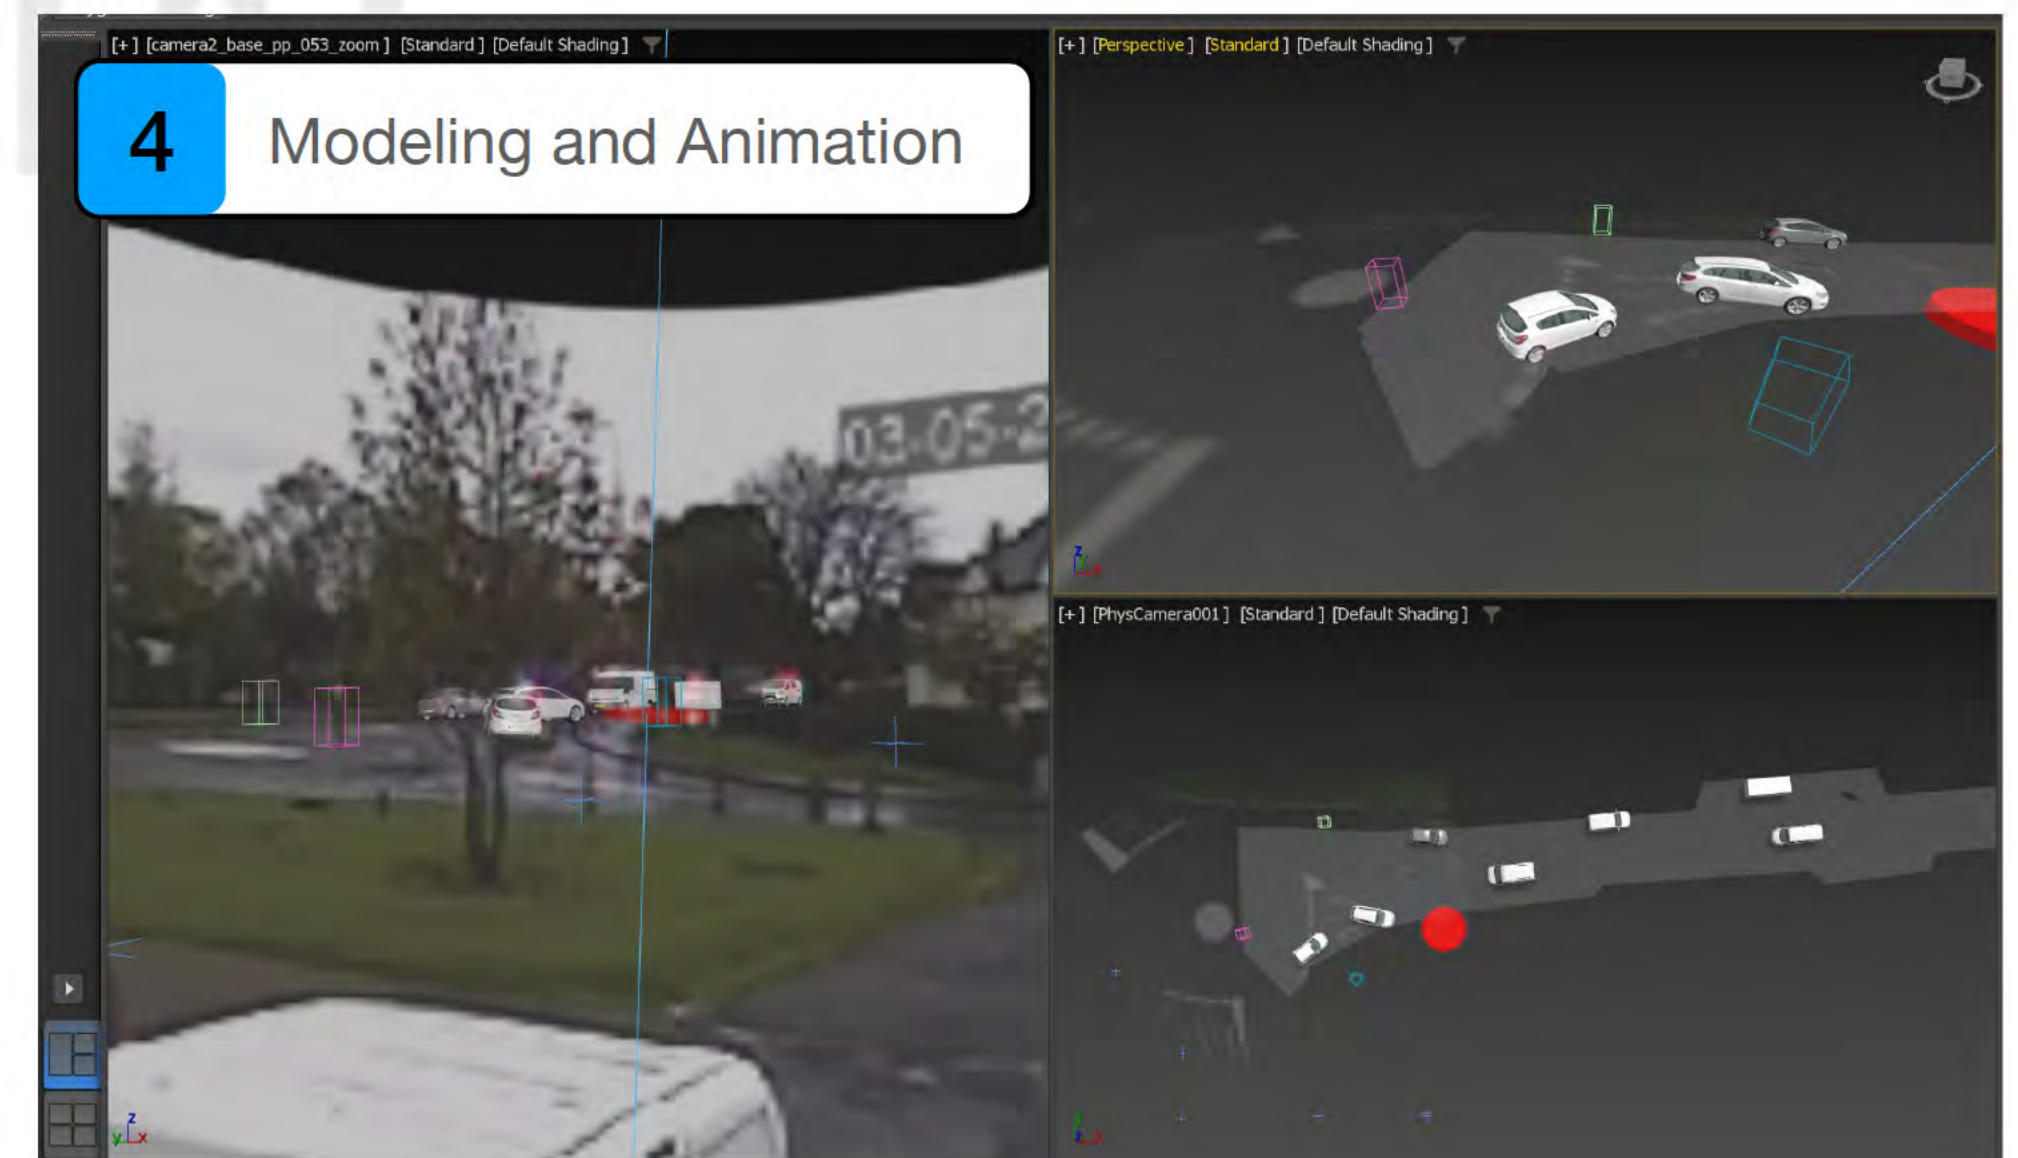 [+] [camera2_base_pp_053_zoom] [Standard] [Default Shading]
4 Modeling and Animation
03-05-2
[+] [Perspective] [Standard] [Default Shading]
z
y
x
[+] [PhysCamera001] [Standard] [Default Shading]
z
y x
y
z x